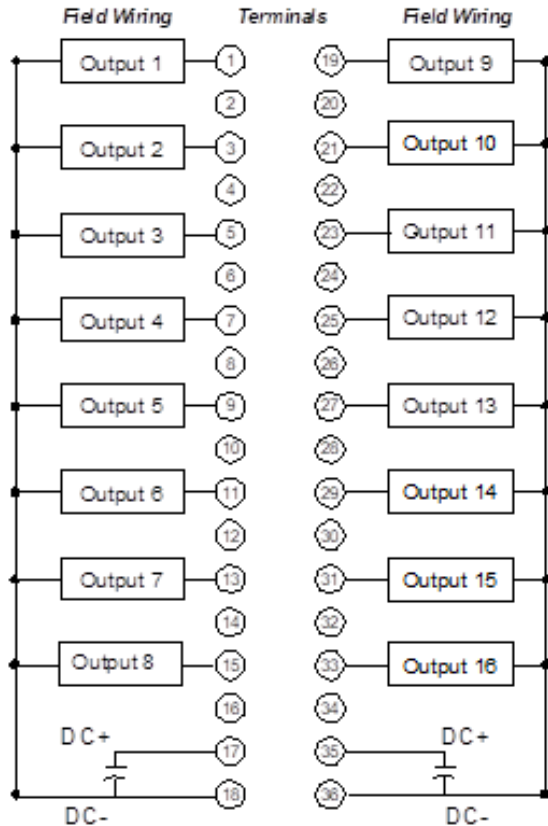 Field Wiring Terminals Field Wiring
Output 1 1 19 Output 9
2 20
Output 2 3 21 Output 10
4 22
Output 3 5 23 Output 11
6 24
Output 4 7 25 Output 12
8 26
Output 5 9 27 Output 13
10 28
Output 6 11 29 Output 14
12 30
Output 7 13 31 Output 15
14 32
Output 8 15 33 Output 16
16 34
DC+ 17 35 DC+
18 36
DC- DC-